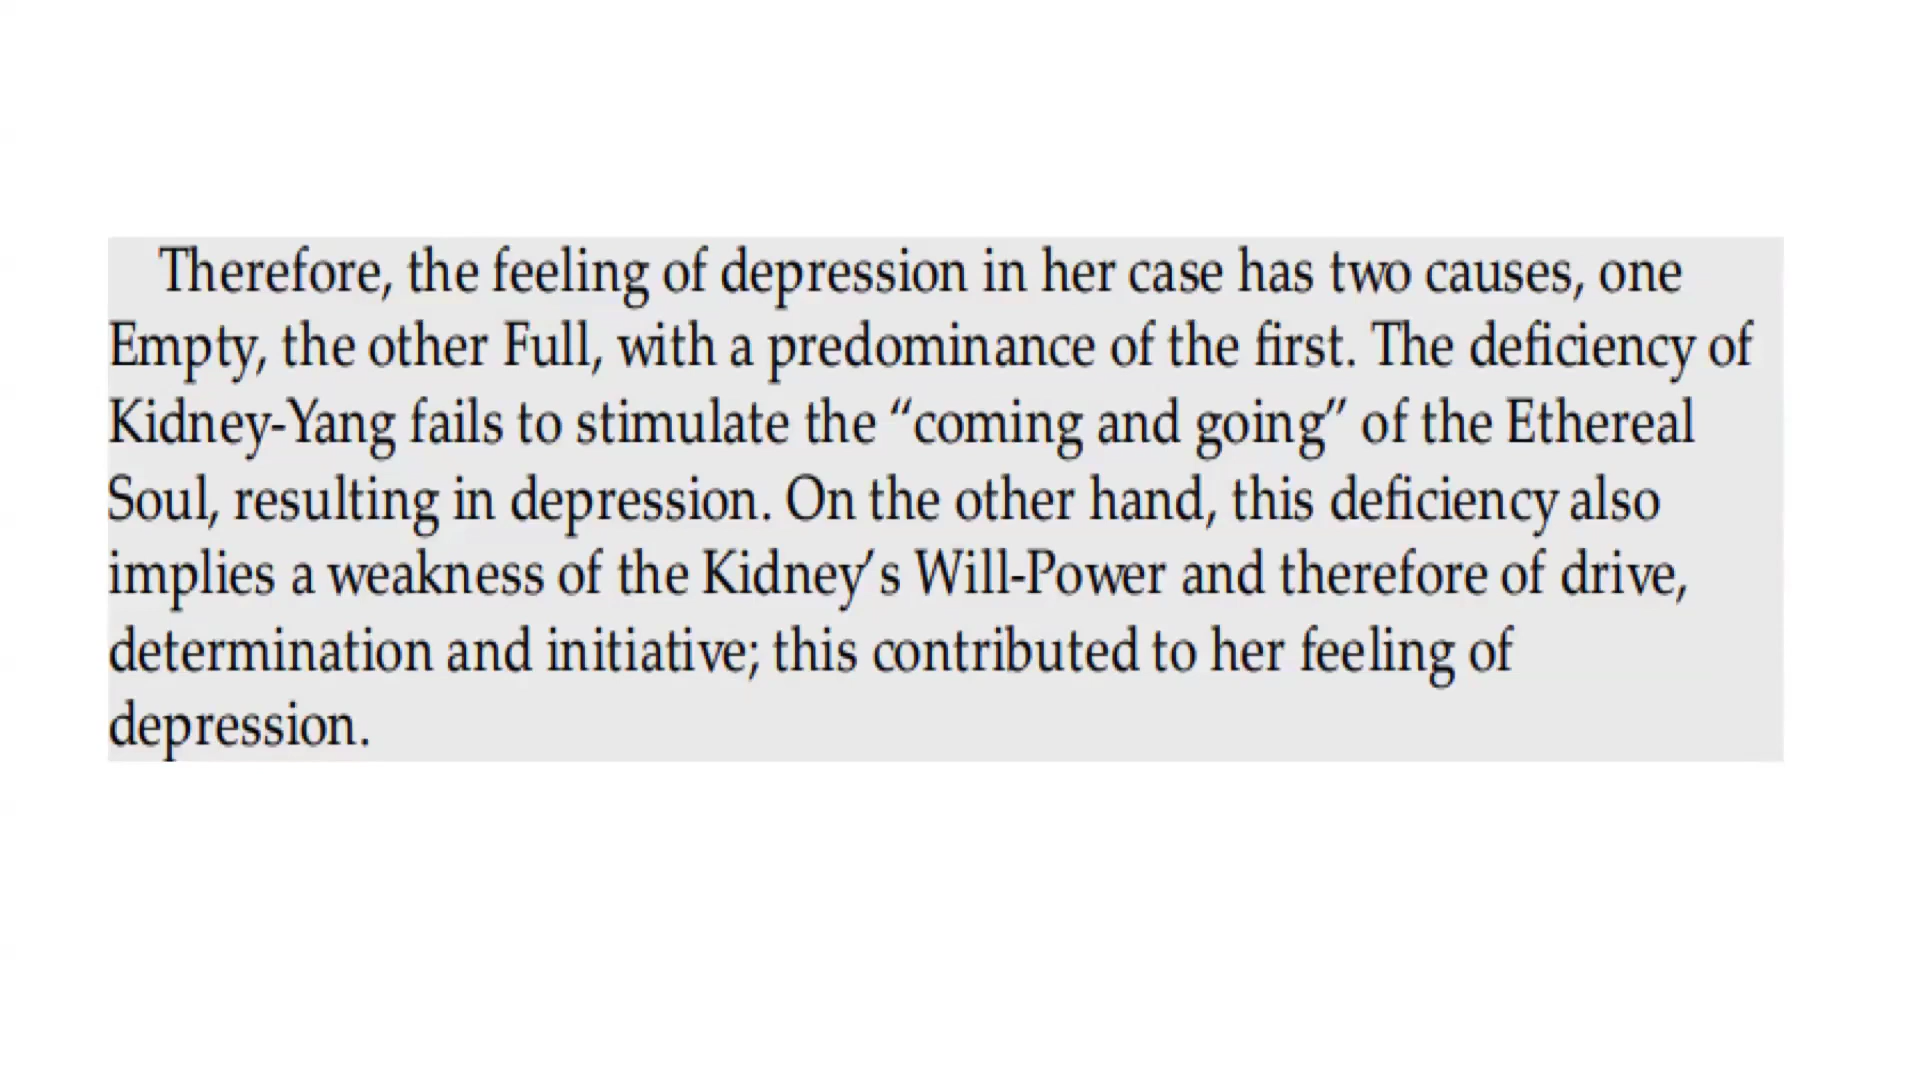 Therefore, the feeling of depression in her case has two causes, one
Empty, the other Full, with a predominance of the first. The deficiency of
Kidney-Yang fails to stimulate the “coming and going” of the Ethereal
Soul, resulting in depression. On the other hand, this deficiency also
implies a weakness of the Kidney’s Will-Power and therefore of drive,
determination and initiative; this contributed to her feeling of
depression.